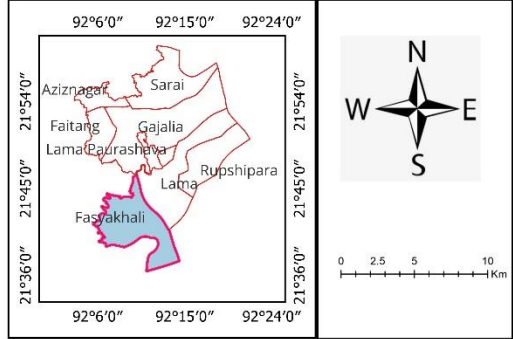 92°6′0″ 92°15′0″ 92°24′0″
21°54′0″
21°45′0″
21°36′0″
Sarai
Aziznagar
Faitang
Gajalia
Lama Paurashava
Rupshipara
Lama
Fasyakhali
21°54′0″
21°45′0″
21°36′0″
92°6′0″ 92°15′0″ 92°24′0″
N
W E
S
0 2.5 5 10
Km